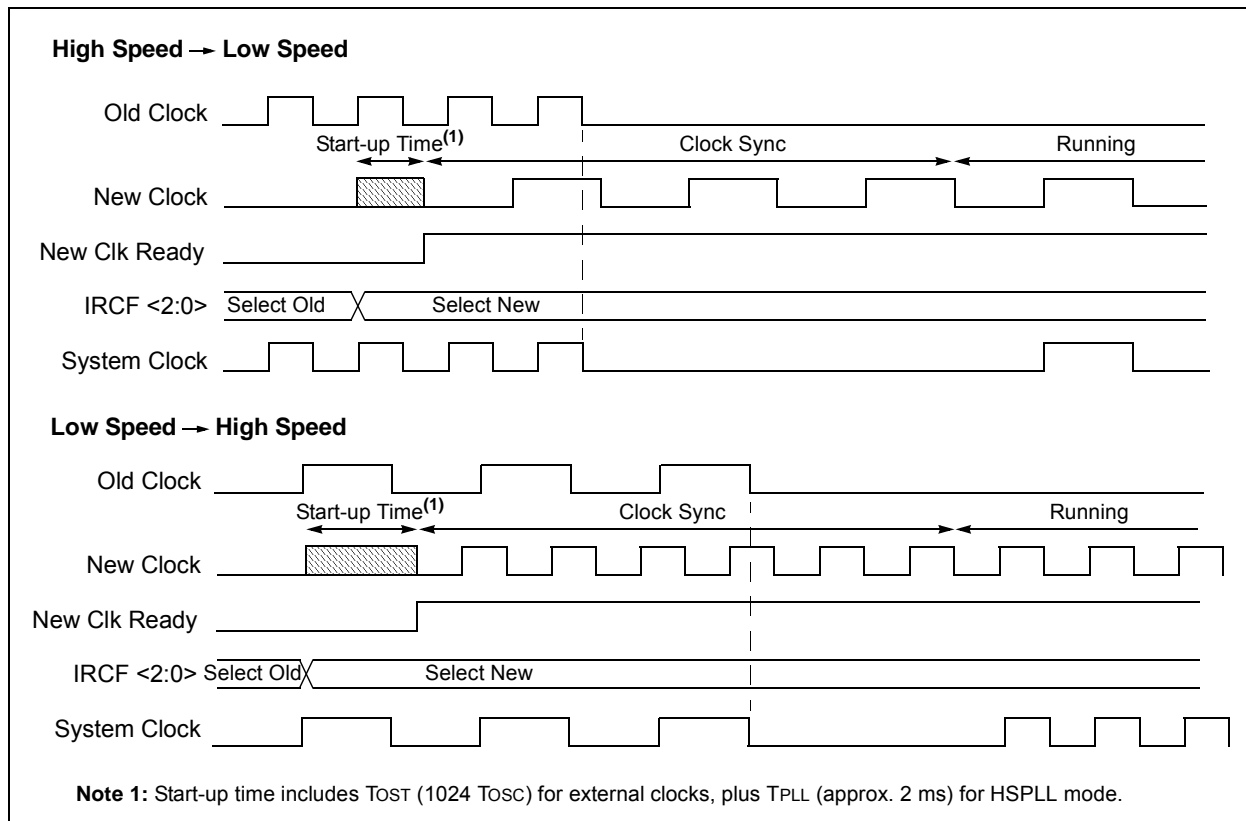 High Speed → Low Speed
Old Clock
Start-up Time(1) Clock Sync Running
New Clock
New Clk Ready
IRCF <2:0> Select Old Select New
System Clock
Low Speed → High Speed
Old Clock
Start-up Time(1) Clock Sync Running
New Clock
New Clk Ready
IRCF <2:0> Select Old Select New
System Clock
Note 1: Start-up time includes TOST (1024 TOSC) for external clocks, plus TPLL (approx. 2 ms) for HSPLL mode.